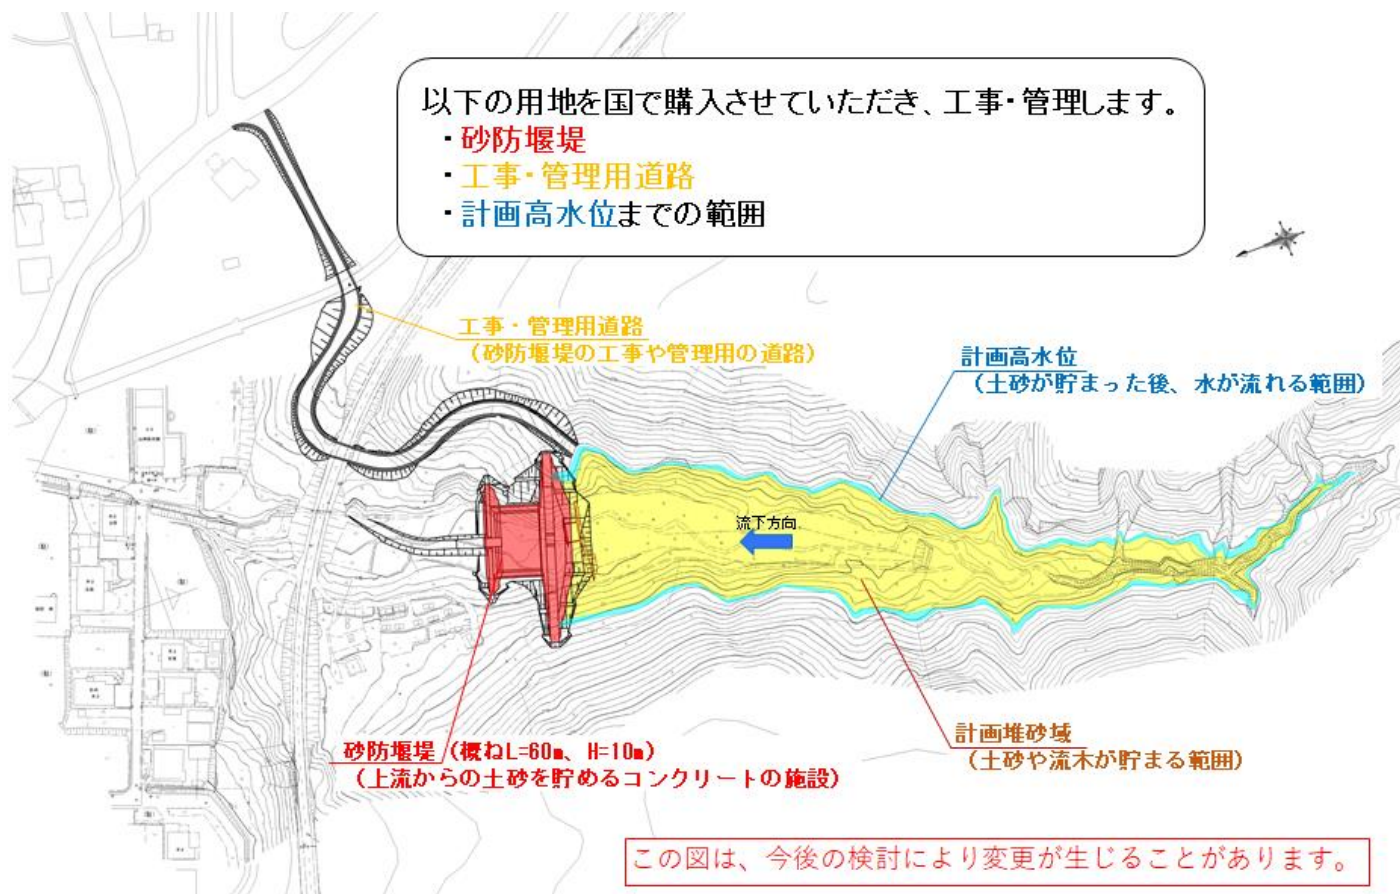 以下の用地を国で購入させていただき、工事・管理します。
・砂防堰堤
・工事・管理用道路
・計画高水位までの範囲
工事・管理用道路
（砂防堰堤の工事や管理用の道路）
計画高水位
（土砂が貯まった後、水が流れる範囲）
流下方向
計画堆砂域
（土砂や流木が貯まる範囲）
砂防堰堤（概ねL=60m、H=10m）
（上流からの土砂を貯めるコンクリートの施設）
この図は、今後の検討により変更が生じることがあります。